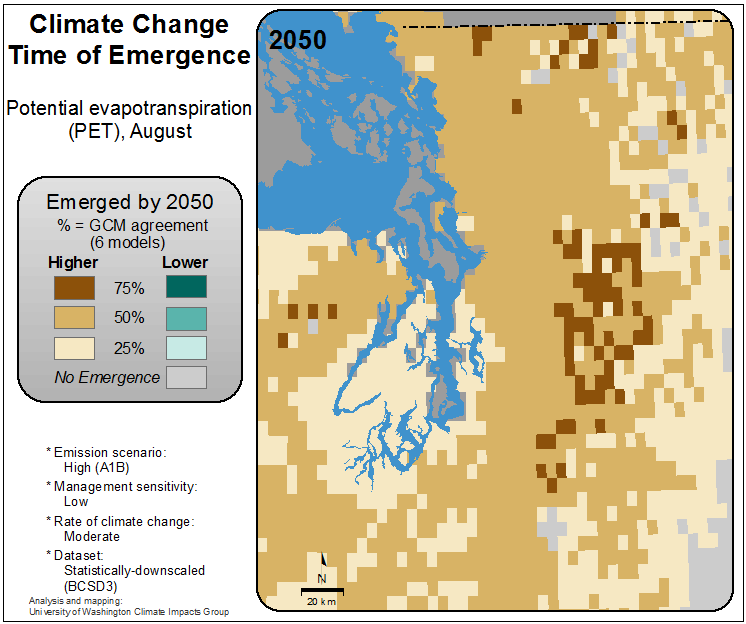 Climate Change
Time of Emergence
Potential evapotranspiration
(PET), August
Emerged by 2050
% = GCM agreement
(6 models)
Higher Lower
75%
50%
25%
No Emergence
* Emission scenario:
High (A1B)
* Management sensitivity:
Low
* Rate of climate change:
Moderate
* Dataset:
Statistically-downscaled
(BCSD3)
Analysis and mapping:
University of Washington Climate Impacts Group
2050
N
20 km